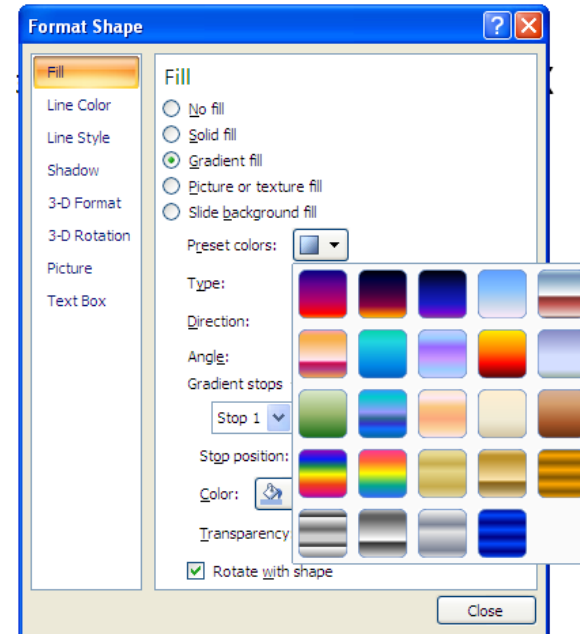 Format Shape
Fill
Line Color
Line Style
Shadow
3-D Format
3-D Rotation
Picture
Text Box
Fill
No fill
Solid fill
Gradient fill
Picture or texture fill
Slide background fill
Preset colors:
Type:
Direction:
Angle:
Gradient stops
Stop 1
Stop position:
Color:
Transparency
Rotate with shape
Close